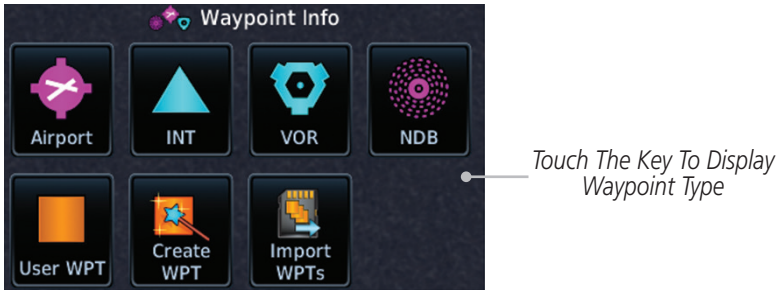 Waypoint Info
Airport
INT
VOR
NDB
Touch The Key To Display
Waypoint Type
User WPT
Create
WPT
Import
WPTs